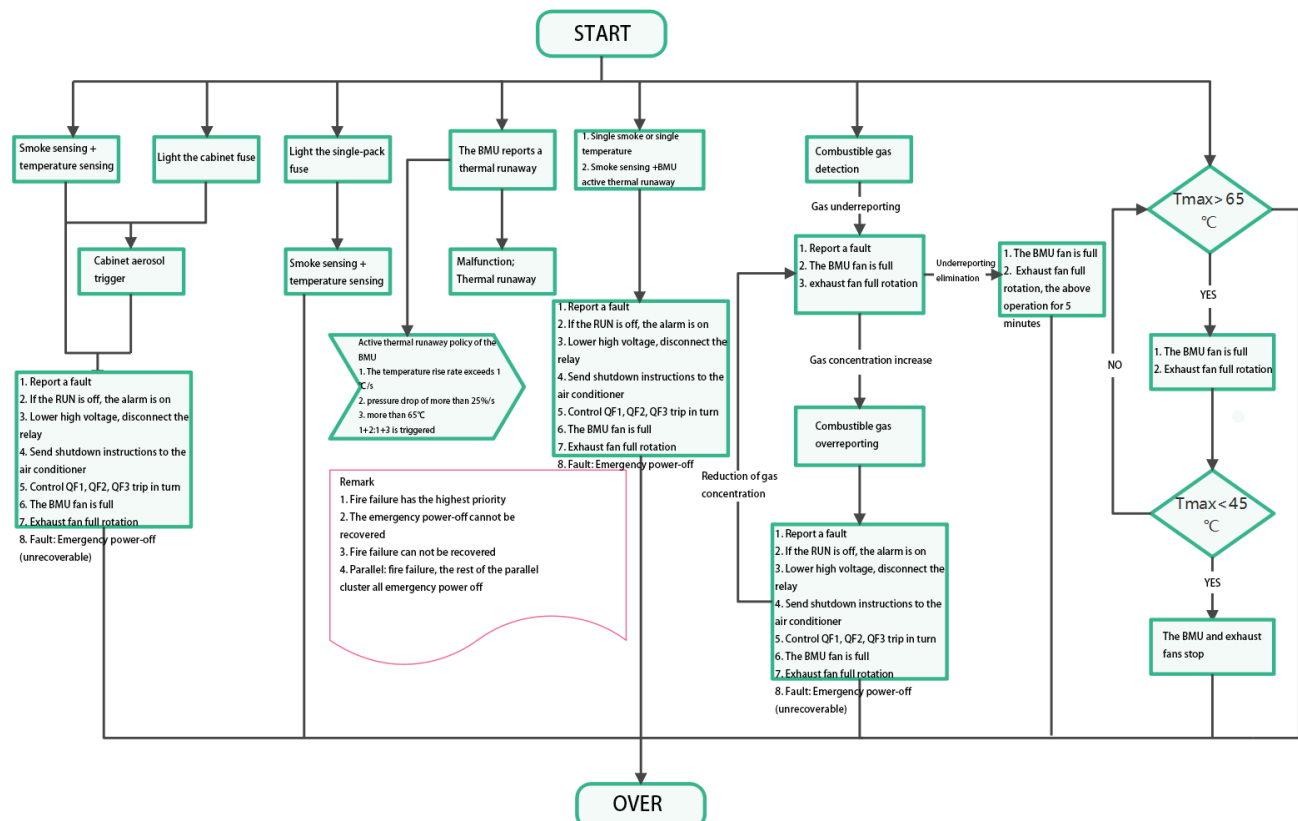 START
Smoke sensing +
temperature sensing
Light the cabinet fuse
Cabinet aerosol
trigger
1. Report a fault
2. If the RUN is off, the alarm is on
3. Lower high voltage, disconnect the
relay
4. Send shutdown instructions to the
air conditioner
5. Control QF1, QF2, QF3 trip in turn
6. The BMU fan is full
7. Exhaust fan full rotation
8. Fault: Emergency power-off
(unrecoverable)
Light the single-pack
fuse
Smoke sensing +
temperature sensing
The BMU reports a
thermal runaway
Malfunction;
Thermal runaway
Active thermal runaway policy of the
BMU
1. The temperature rise rate exceeds 1
℃/s
2. pressure drop of more than 25%/s
3. more than 65℃
1+2:1+3 is triggered
Remark
1. Fire failure has the highest priority
2. The emergency power-off cannot be
recovered
3. Fire failure can not be recovered
4. Parallel: fire failure, the rest of the parallel
cluster all emergency power off
1. Single smoke or single
temperature
2. Smoke sensing +BMU
active thermal runaway
1. Report a fault
2. If the RUN is off, the alarm is on
3. Lower high voltage, disconnect the
relay
4. Send shutdown instructions to the
air conditioner
5. Control QF1, QF2, QF3 trip in turn
6. The BMU fan is full
7. Exhaust fan full rotation
8. Fault: Emergency power-off
Combustible gas
detection
Gas underreporting
1. Report a fault
2. The BMU fan is full
3. exhaust fan full rotation
Underreporting
elimination
1. The BMU fan is full
2. Exhaust fan full
rotation, the above
operation for 5
minutes
Gas concentration increase
Combustible gas
overreporting
Reduction of gas
concentration
1. Report a fault
2. If the RUN is off, the alarm is on
3. Lower high voltage, disconnect the
relay
4. Send shutdown instructions to the
air conditioner
5. Control QF1, QF2, QF3 trip in turn
6. The BMU fan is full
7. Exhaust fan full rotation
8. Fault: Emergency power-off
(unrecoverable)
Tmax>65
℃
YES
1. The BMU fan is full
2. Exhaust fan full rotation
NO
Tmax<45
℃
YES
The BMU and exhaust
fans stop
OVER